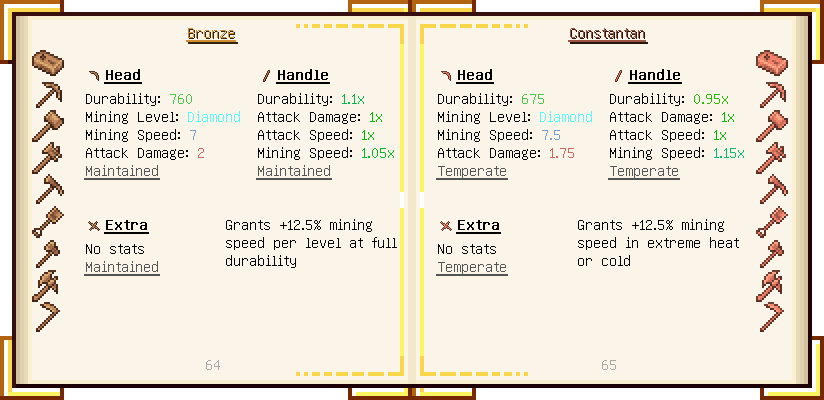 Bronze
Head
Durability: 760
Mining Level: Diamond
Mining Speed: 7
Attack Damage: 2
Maintained
Handle
Durability: 1.1x
Attack Damage: 1x
Attack Speed: 1x
Mining Speed: 1.05x
Maintained
Extra
No stats
Maintained
Grants +12.5% mining
speed per level at full
durability
64
Constantan
Head
Durability: 675
Mining Level: Diamond
Mining Speed: 7.5
Attack Damage: 1.75
Temperate
Handle
Durability: 0.95x
Attack Damage: 1x
Attack Speed: 1x
Mining Speed: 1.15x
Temperate
Extra
No stats
Temperate
Grants +12.5% mining
speed in extreme heat
or cold
65